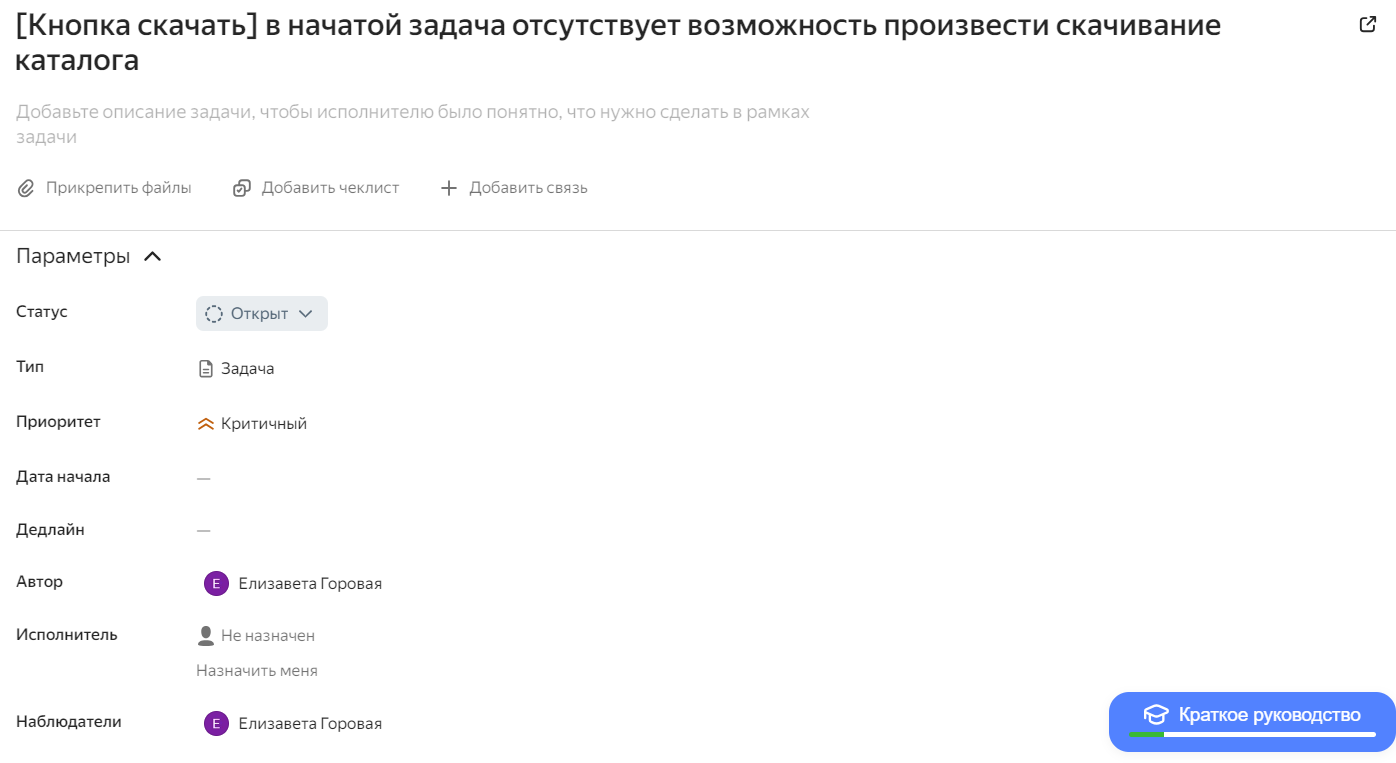 [Кнопка скачать] в начатой задача отсутствует возможность произвести скачивание
каталога
Добавьте описание задачи, чтобы исполнителю было понятно, что нужно сделать в рамках
задачи
Прикрепить файлы Добавить чеклист Добавить связь
Параметры
Статус Открыт
Тип Задача
Приоритет Критичный
Дата начала —
Дедлайн —
Автор Е Елизавета Горовая
Исполнитель Не назначен
Назначить меня
Наблюдатели Е Елизавета Горовая
Краткое руководство